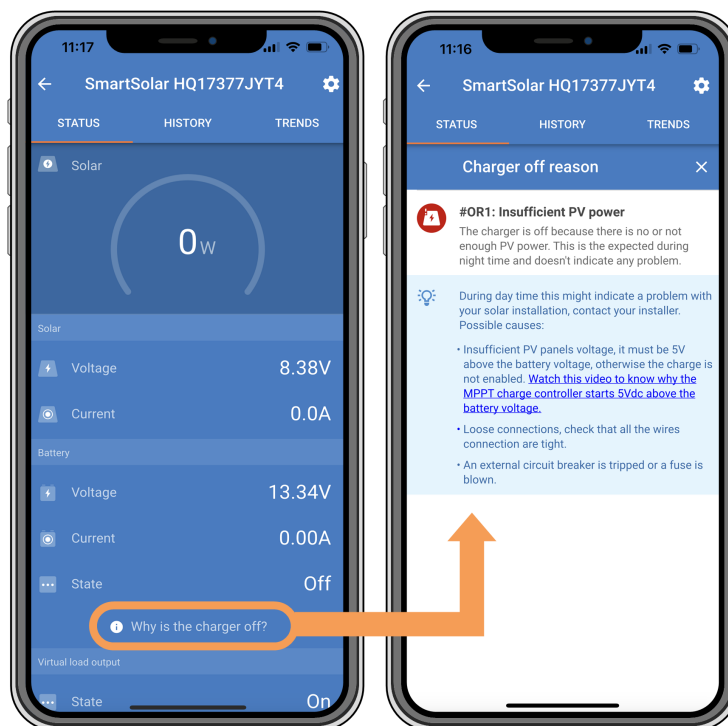 11:17
SmartSolar HQ17377JYT4
STATUS HISTORY TRENDS
Solar
0W
Solar
Voltage 8.38V
Current 0.0A
Battery
Voltage 13.34V
Current 0.00A
State Off
Why is the charger off?
Virtual load output
State On
11:16
SmartSolar HQ17377JYT4
STATUS HISTORY TRENDS
Charger off reason
#OR1: Insufficient PV power
The charger is off because there is no or not
enough PV power. This is the expected during
night time and doesn't indicate any problem.
During day time this might indicate a problem with
your solar installation, contact your installer.
Possible causes:
• Insufficient PV panels voltage, it must be 5V
above the battery voltage, otherwise the charge is
not enabled. Watch this video to know why the
MPPT charge controller starts 5Vdc above the
battery voltage.
• Loose connections, check that all the wires
connection are tight.
• An external circuit breaker is tripped or a fuse is
blown.